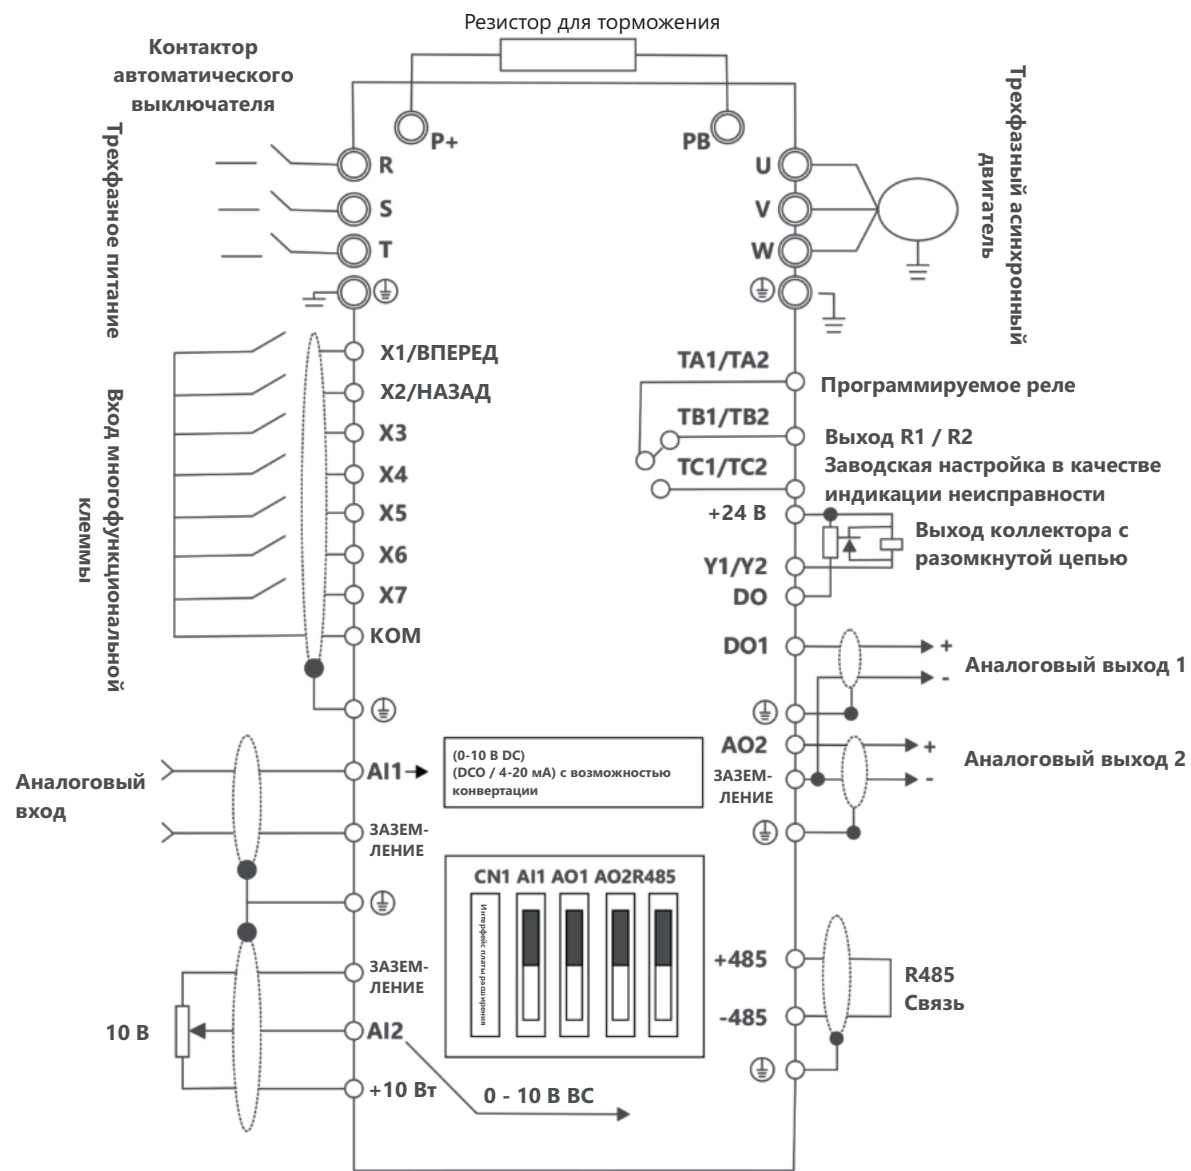 Резистор для торможения
Контактор
автоматического
выключателя
P+
PB
Трехфазное питание
R
S
T
U
V
W
Трехфазный асинхронный
двигатель
Вход многофункциональной
клеммы
X1/ВПЕРЕД
X2/НАЗАД
X3
X4
X5
X6
X7
КОМ
TA1/TA2
TB1/TB2
TC1/TC2
Программируемое реле
Выход R1 / R2
Заводская настройка в качестве
индикации неисправности
+24 В
Y1/Y2
DO
Выход коллектора с
разомкнутой цепью
DO1
+
-
Аналоговый выход 1
AO2
ЗАЗЕМ-
ЛЕНИЕ
+
-
Аналоговый выход 2
Аналоговый
вход
AI1
(0-10 В DC)
(DCO / 4-20 мА) с возможностью
конвертации
ЗАЗЕМ-
ЛЕНИЕ
CN1 AI1 AO1 AO2R485
Интерфейс платы расширения
ЗАЗЕМ-
ЛЕНИЕ
10 В
AI2
+10 Вт
0 - 10 В ВС
+485
-485
R485
Связь